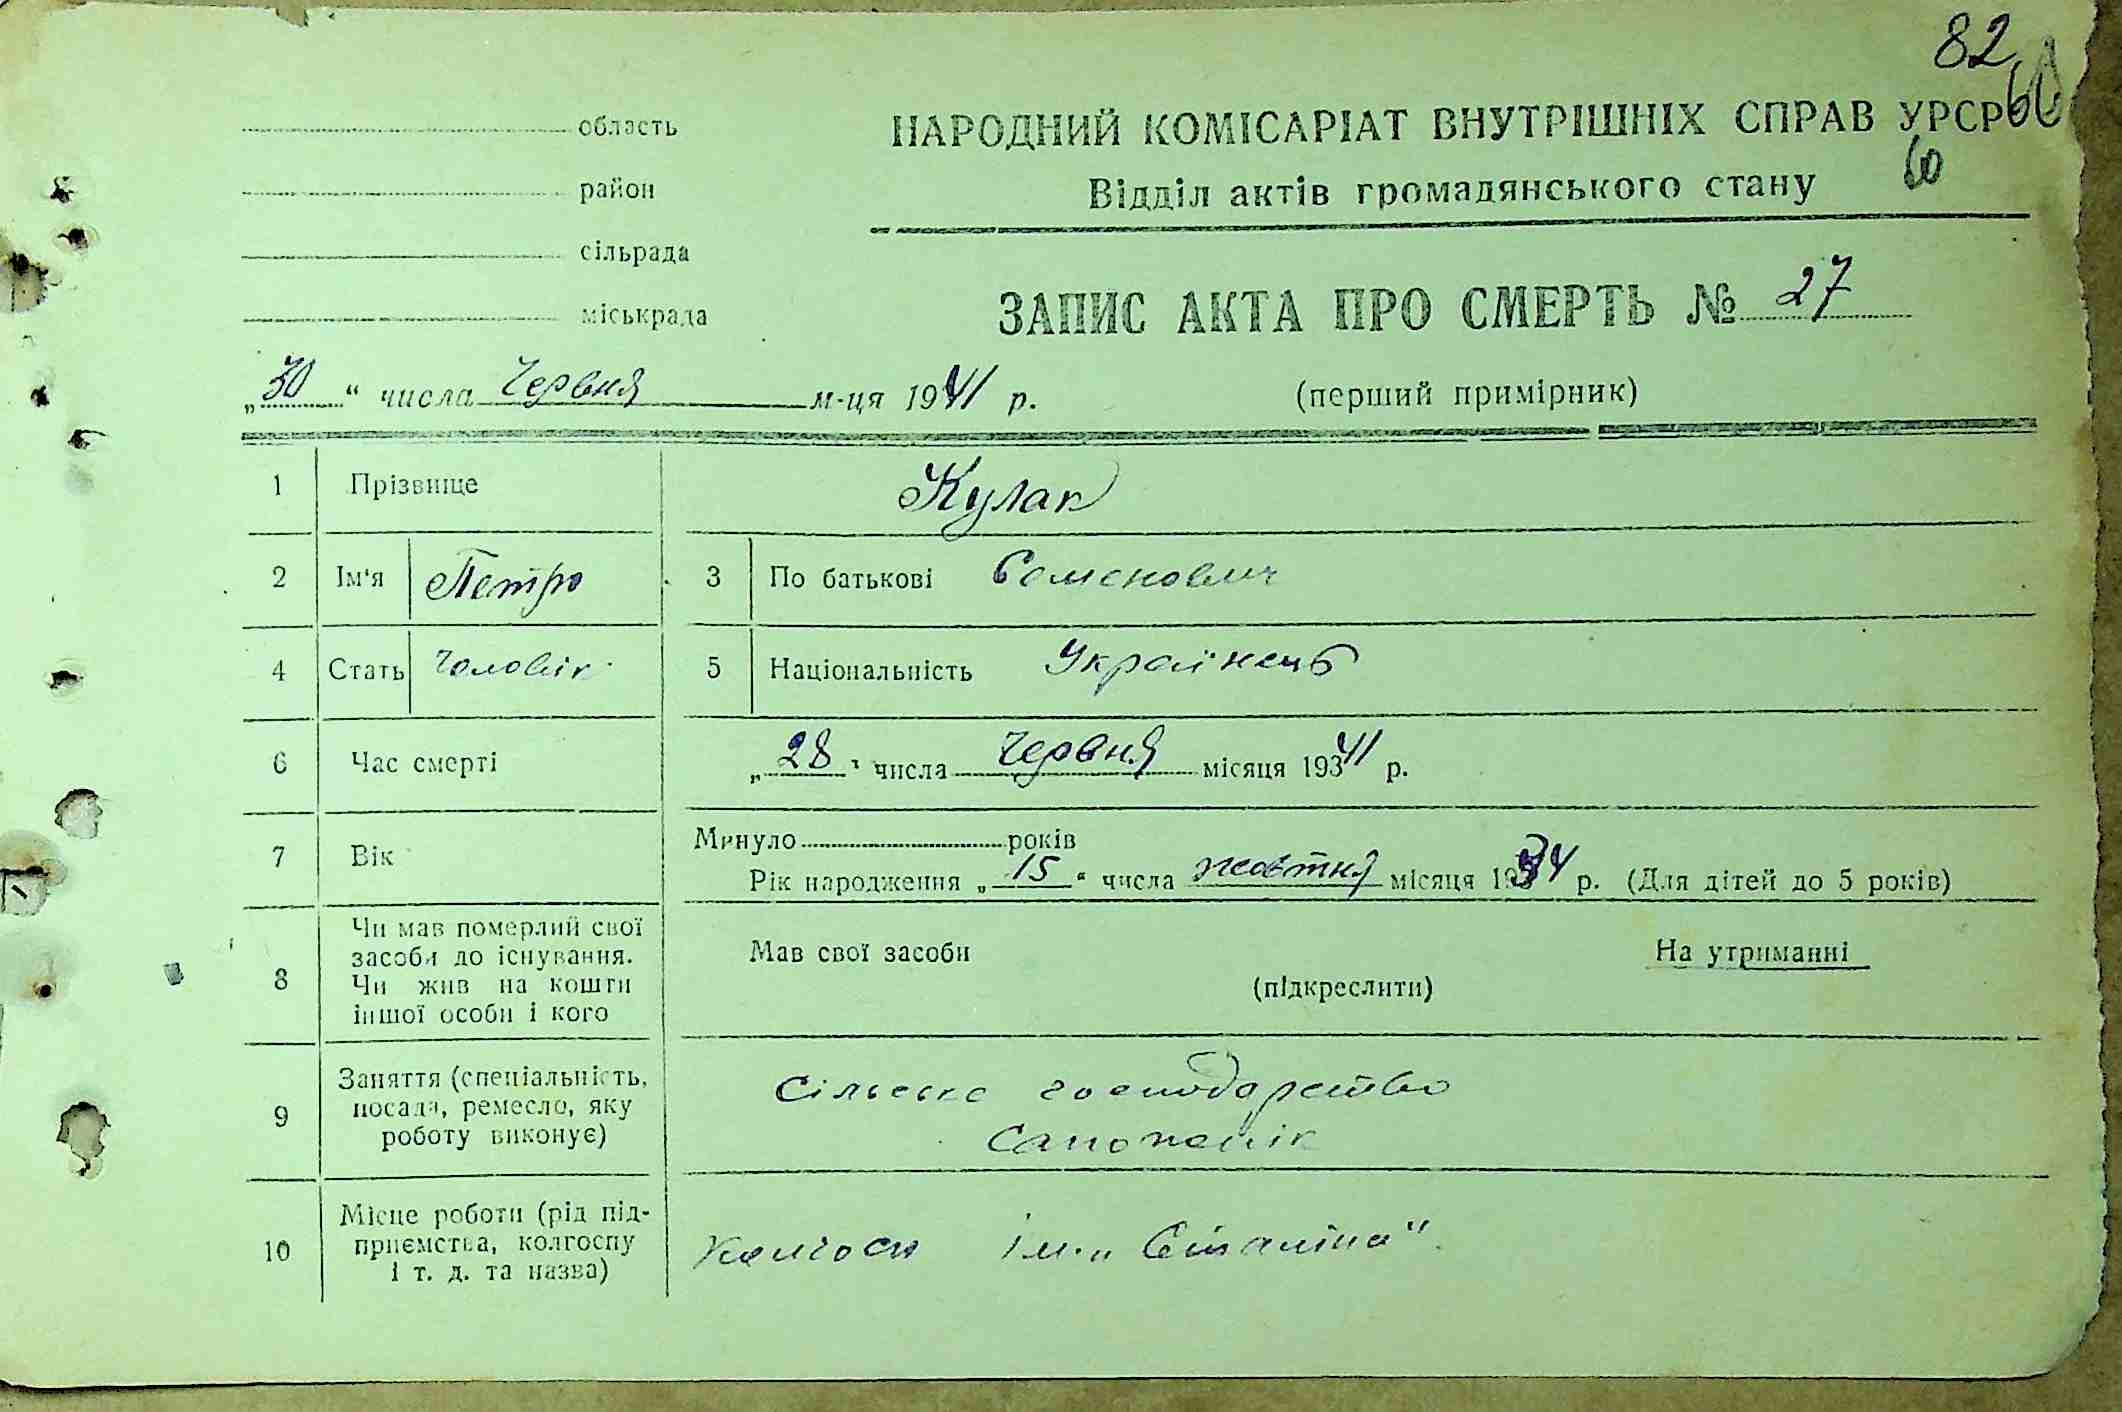 82
60
60
область
район
сільрада
міськрада
НАРОДНИЙ КОМІСАРІАТ ВНУТРІШНІХ СПРАВ УРСР
Відділ актів громадянського стану
ЗАПИС АКТА ПРО СМЕРТЬ № 27
„30“ числа Червня м-ця 1941 р.
(перший примірник)
1 Прізвище Кулак
2 Ім'я Петро 3 По батькові Семенович
4 Стать чоловік 5 Національність Українець
6 Час смерті „28“ числа Червня місяця 19341 р.
7 Вік Минуло років
Рік народження „15“ числа жовтня місяця 1934 р. (Для дітей до 5 років)
8 Чи мав померлий свої засоби до існування. Чи жив на кошти іншої особи і кого
Мав свої засоби На утриманні
(підкреслити)
9 Заняття (спеціальність, посада, ремесло, яку роботу виконує)
Сільське господарство
10 Місце роботи (рід підприємства, колгоспу і т. д. та назва)
Колгосп ім. „Сталіна“